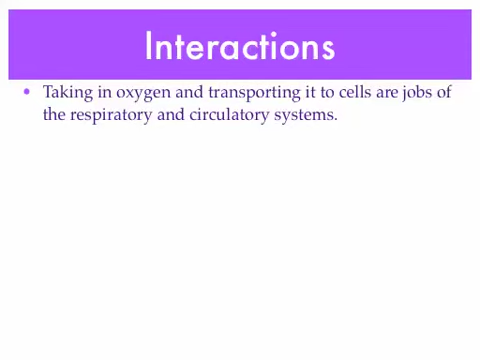 Interactions
• Taking in oxygen and transporting it to cells are jobs of
the respiratory and circulatory systems.